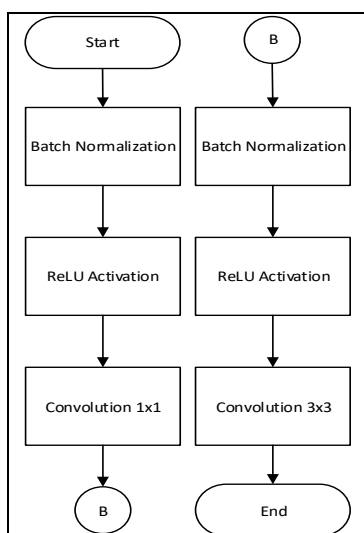 Start
Batch Normalization
ReLU Activation
Convolution 1x1
B
B
Batch Normalization
ReLU Activation
Convolution 3x3
End